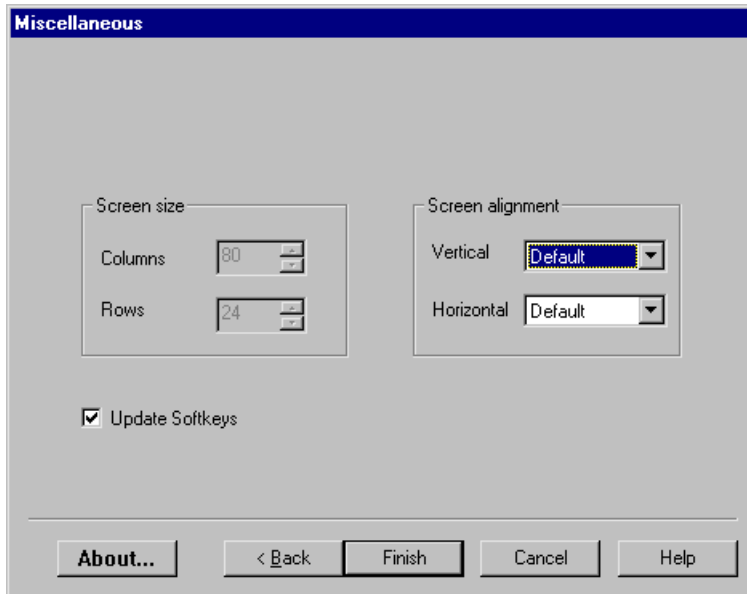 Miscellaneous
Screen size
Columns 80
Rows 24
Screen alignment
Vertical Default
Horizontal Default
Update Softkeys
About... < Back Finish Cancel Help